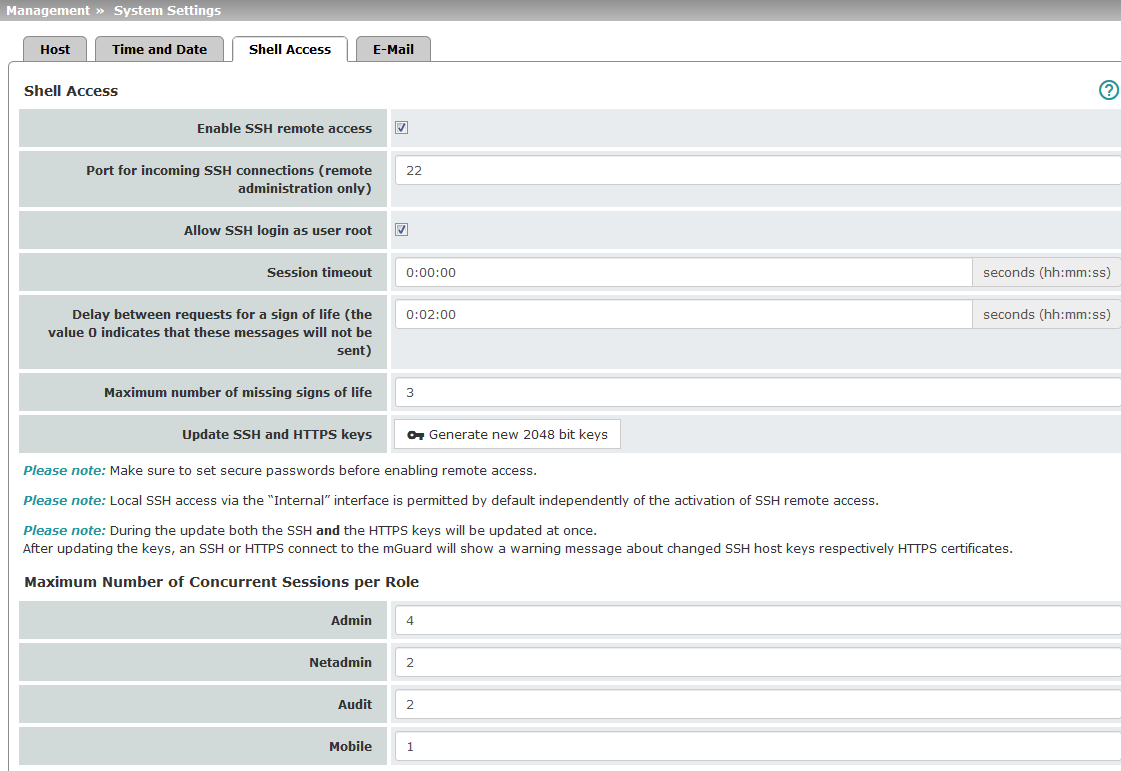 Management » System Settings
Host
Time and Date
Shell Access
E-Mail
Shell Access
?
Enable SSH remote access
Port for incoming SSH connections (remote
administration only)
22
Allow SSH login as user root
Session timeout
0:00:00
seconds (hh:mm:ss)
Delay between requests for a sign of life (the
value 0 indicates that these messages will not be
sent)
0:02:00
seconds (hh:mm:ss)
Maximum number of missing signs of life
3
Update SSH and HTTPS keys
Generate new 2048 bit keys
Please note: Make sure to set secure passwords before enabling remote access.
Please note: Local SSH access via the “Internal” interface is permitted by default independently of the activation of SSH remote access.
Please note: During the update both the SSH and the HTTPS keys will be updated at once.
After updating the keys, an SSH or HTTPS connect to the mGuard will show a warning message about changed SSH host keys respectively HTTPS certificates.
Maximum Number of Concurrent Sessions per Role
Admin
4
Netadmin
2
Audit
2
Mobile
1